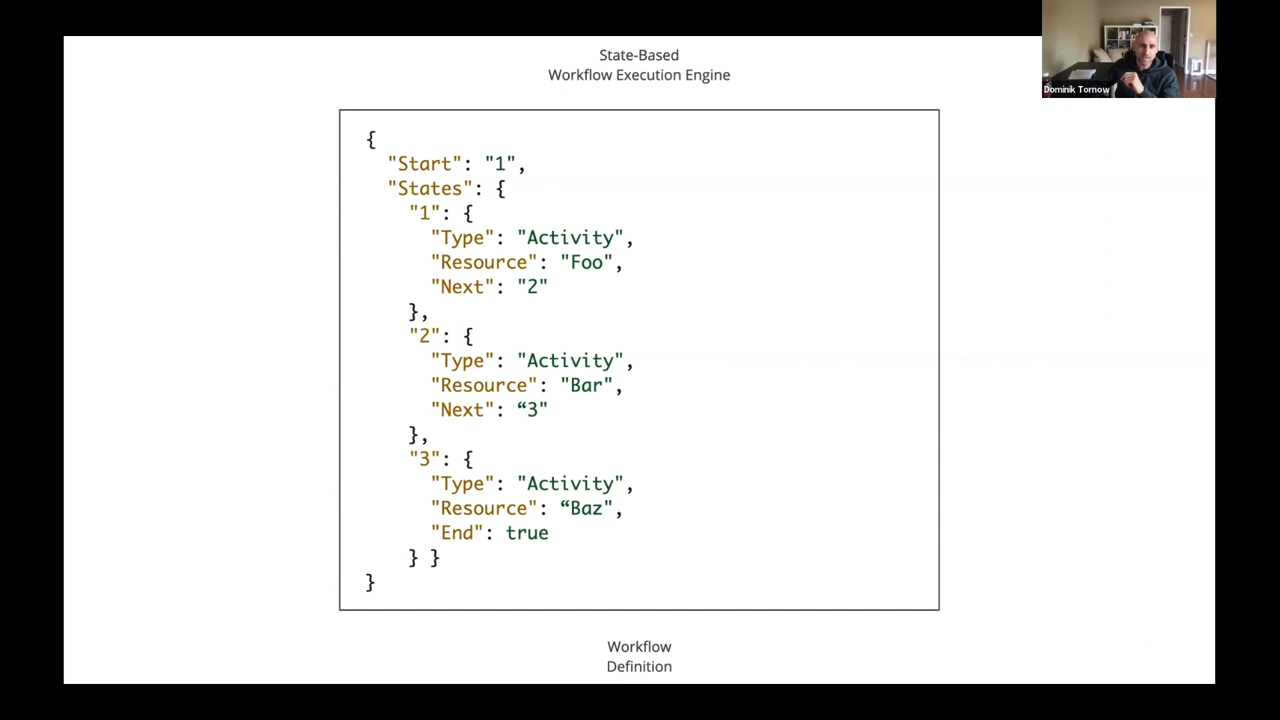 State-Based
Workflow Execution Engine
Dominik Tornow
{
"Start": "1",
"States": {
"1": {
"Type": "Activity",
"Resource": "Foo",
"Next": "2"
},
"2": {
"Type": "Activity",
"Resource": "Bar",
"Next": “3"
},
"3": {
"Type": "Activity",
"Resource": “Baz",
"End": true
} }
}
Workflow
Definition